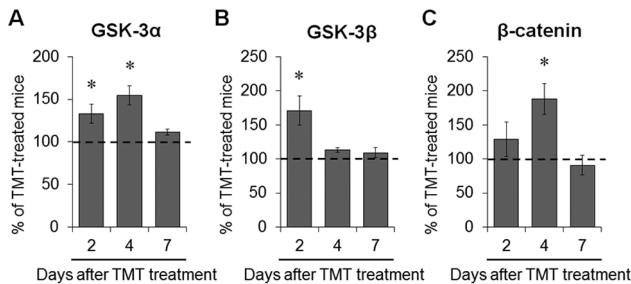 A
GSK-3α
% of TMT-treated mice
200
150
100
50
0
*
*
2 4 7
Days after TMT treatment
B
GSK-3β
% of TMT-treated mice
250
200
150
100
50
0
*
2 4 7
Days after TMT treatment
C
β-catenin
% of TMT-treated mice
250
200
150
100
50
0
*
2 4 7
Days after TMT treatment